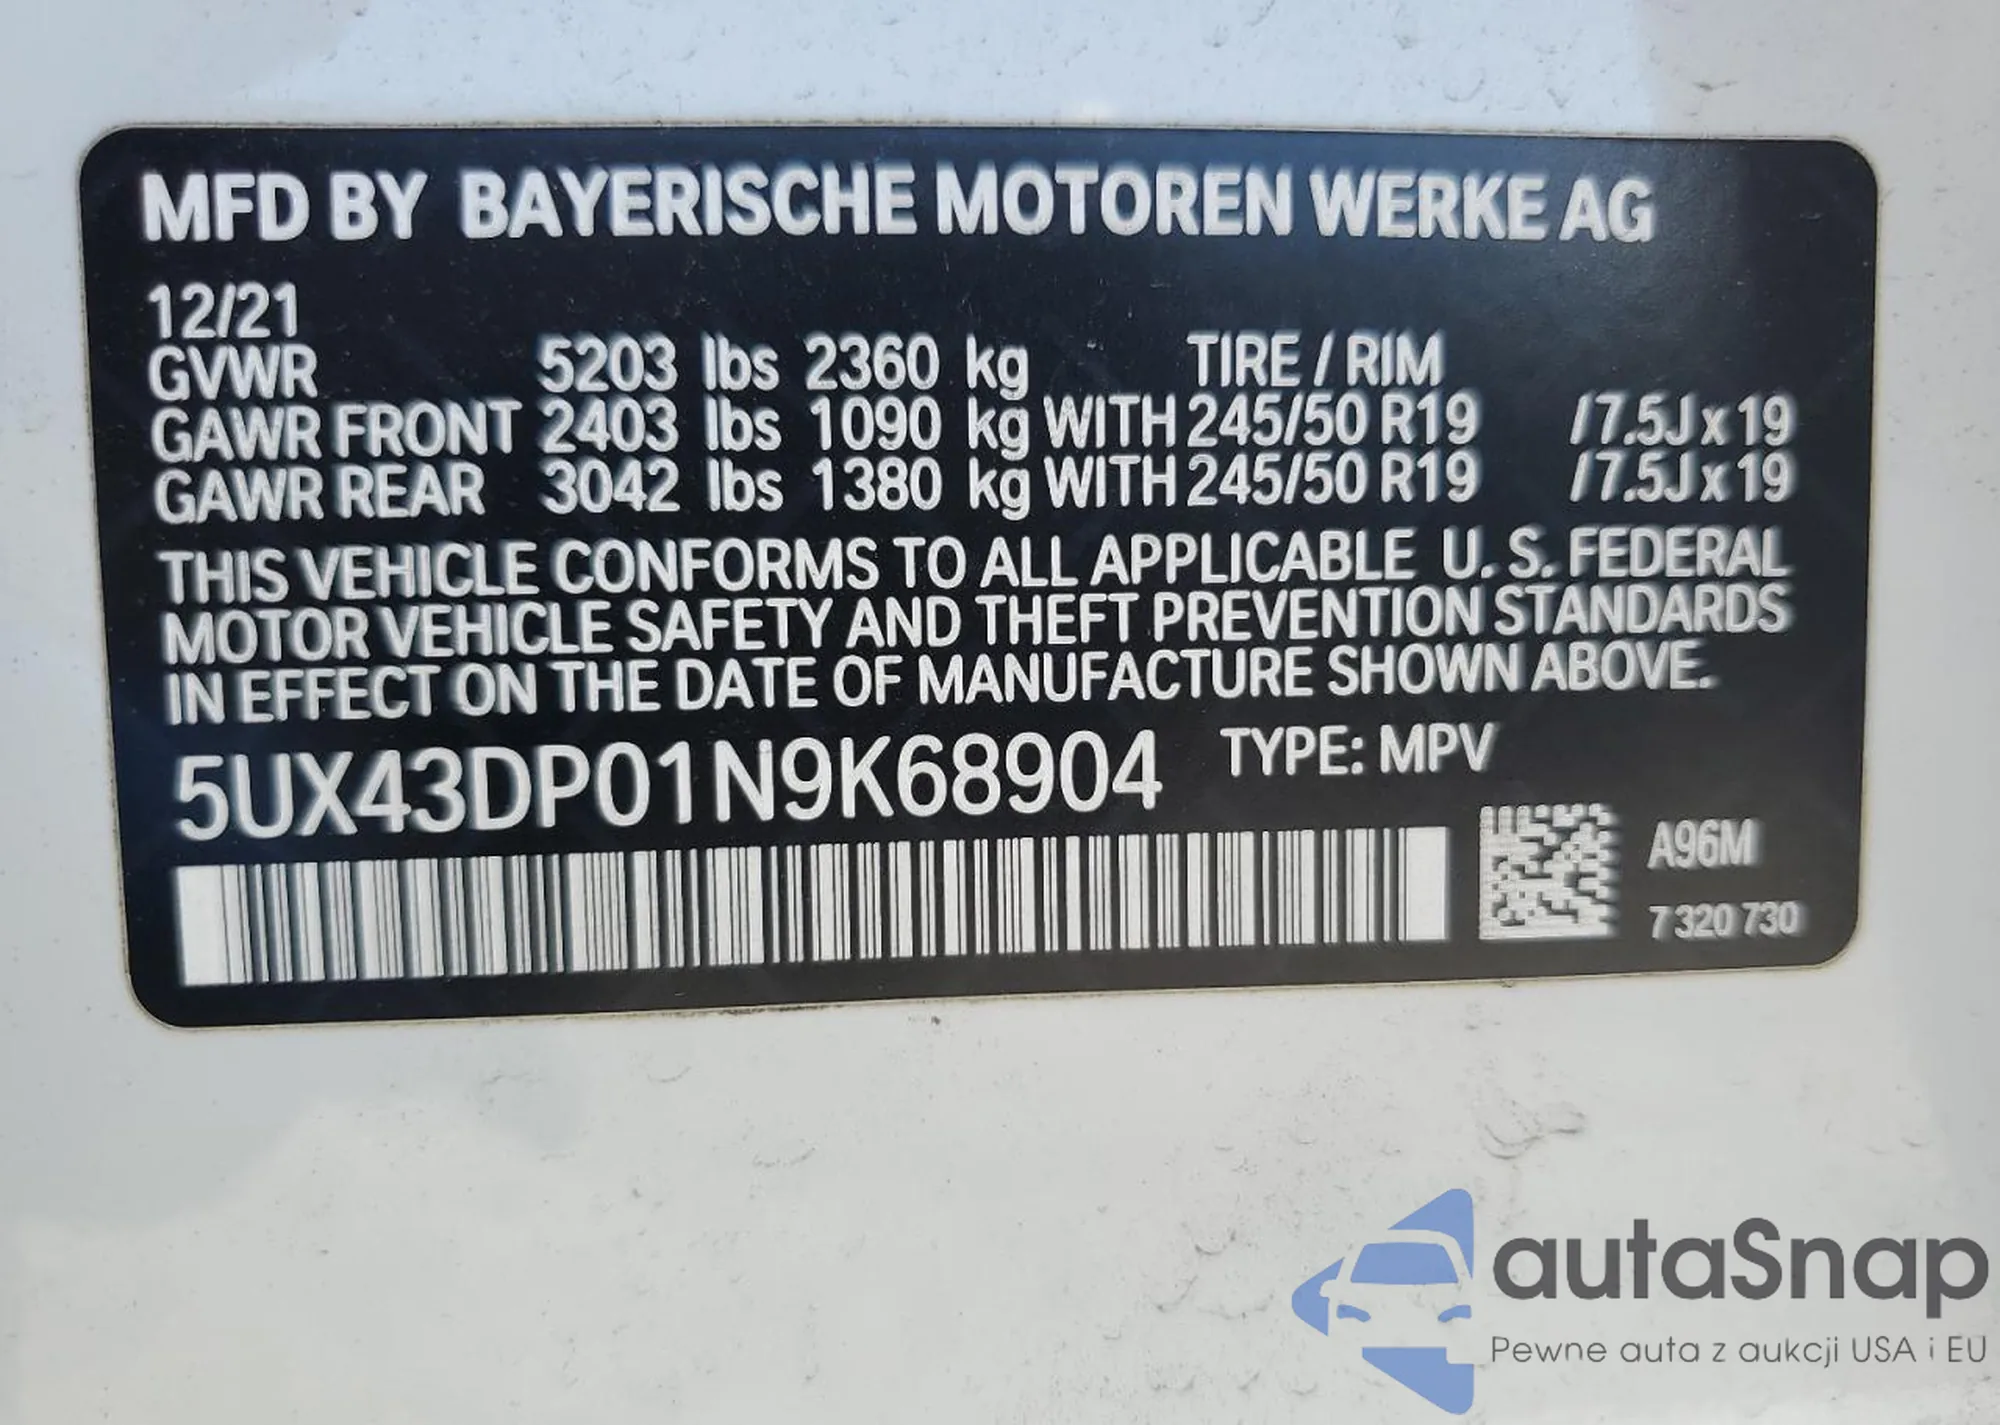 MFD BY BAYERISCHE MOTOREN WERKE AG
12/21
GVWR 5203 lbs 2360 kg TIRE / RIM
GAWR FRONT 2403 lbs 1090 kg WITH 245/50 R19 /7.5J x 19
GAWR REAR 3042 lbs 1380 kg WITH 245/50 R19 /7.5J x 19
THIS VEHICLE CONFORMS TO ALL APPLICABLE U. S. FEDERAL
MOTOR VEHICLE SAFETY AND THEFT PREVENTION STANDARDS
IN EFFECT ON THE DATE OF MANUFACTURE SHOWN ABOVE.
5UX43DP01N9K68904 TYPE: MPV
A96M
7 320 730
autaSnap
Pewne auta z aukcji USA i EU